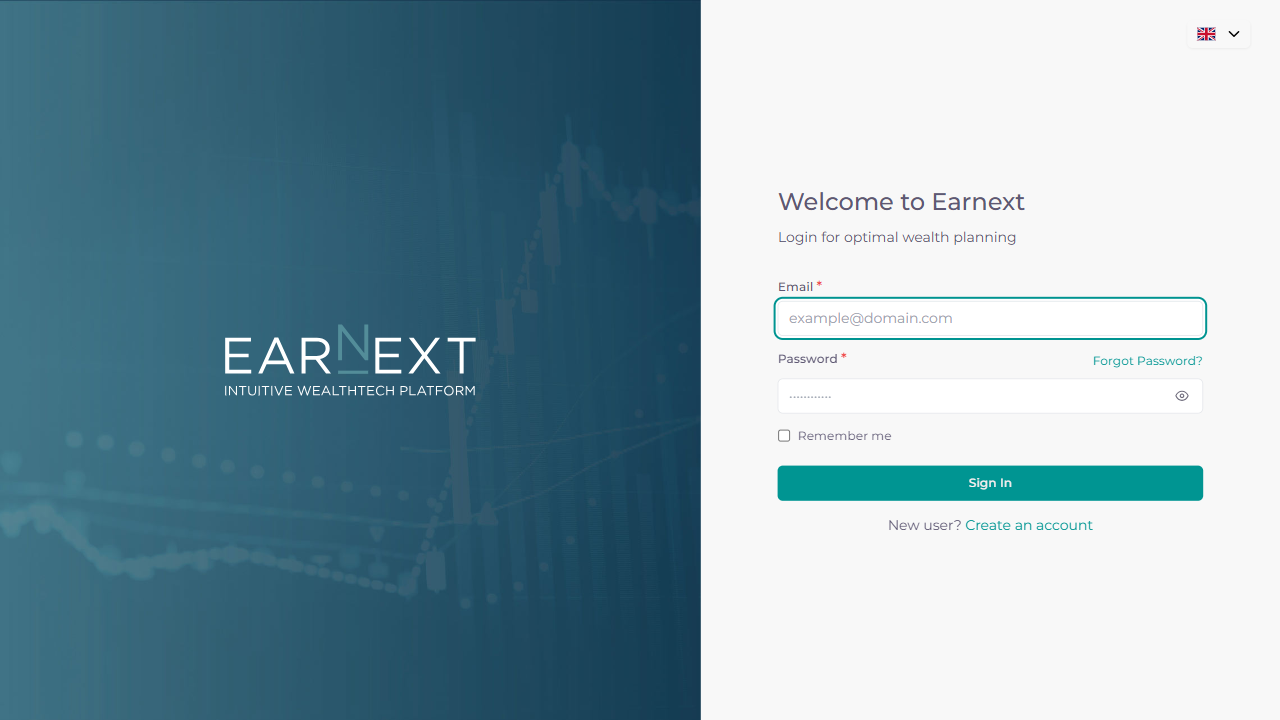 EARNEXT
INTUITIVE WEALTHTECH PLATFORM
Welcome to Earnext
Login for optimal wealth planning
Email *
example@domain.com
Password *
Forgot Password?
············
Remember me
Sign In
New user? Create an account